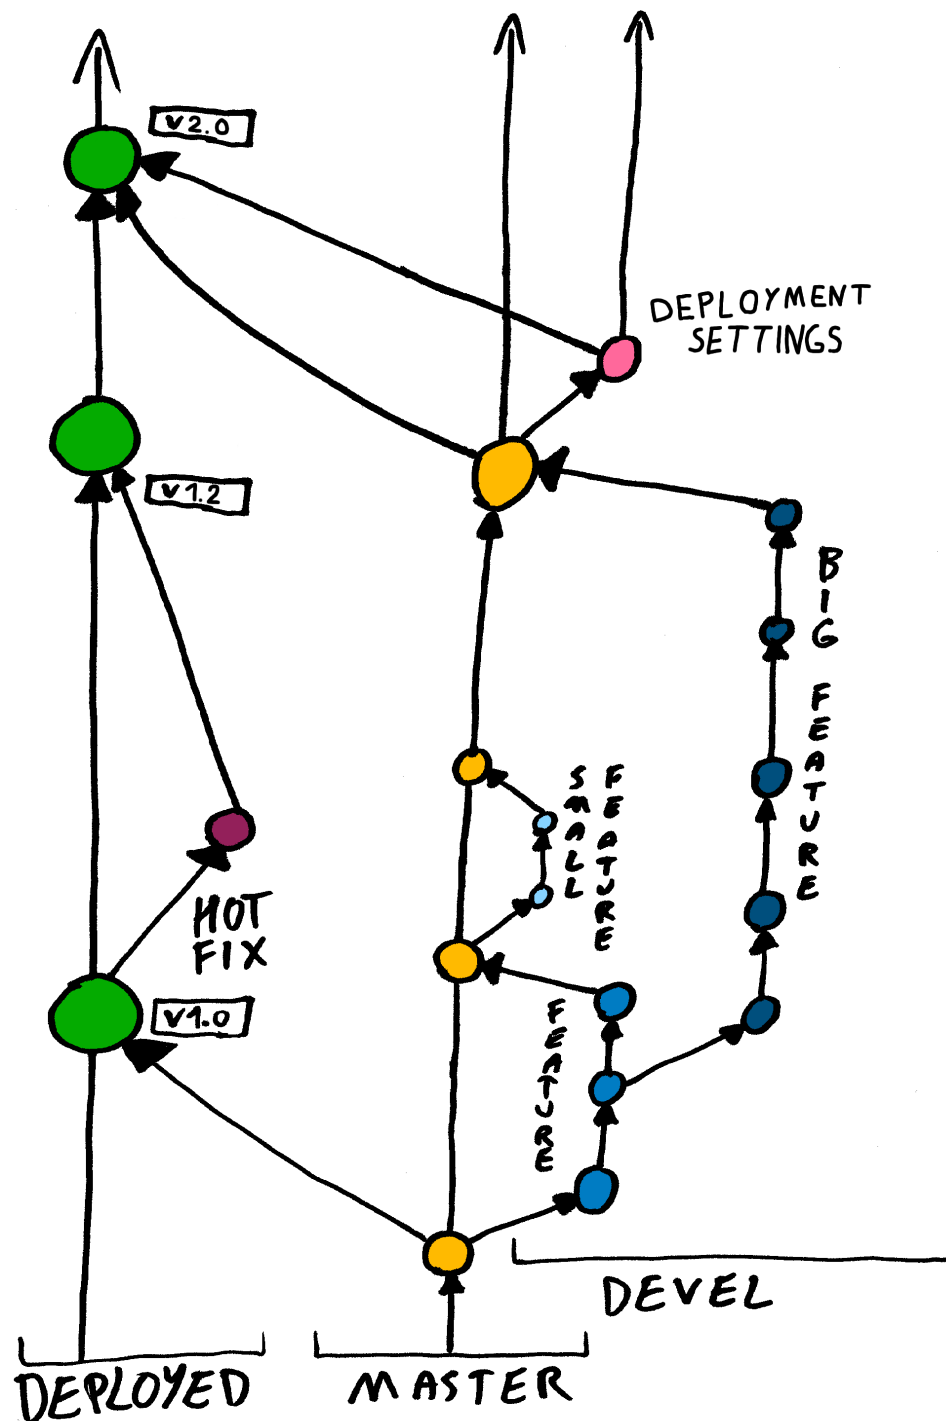 v2.0
DEPLOYMENT
SETTINGS
v1.2
BIG FEATURE
SMALL
FEATURE
HOT
FIX
v1.0
FEATURE
DEVEL
DEPLOYED
MASTER